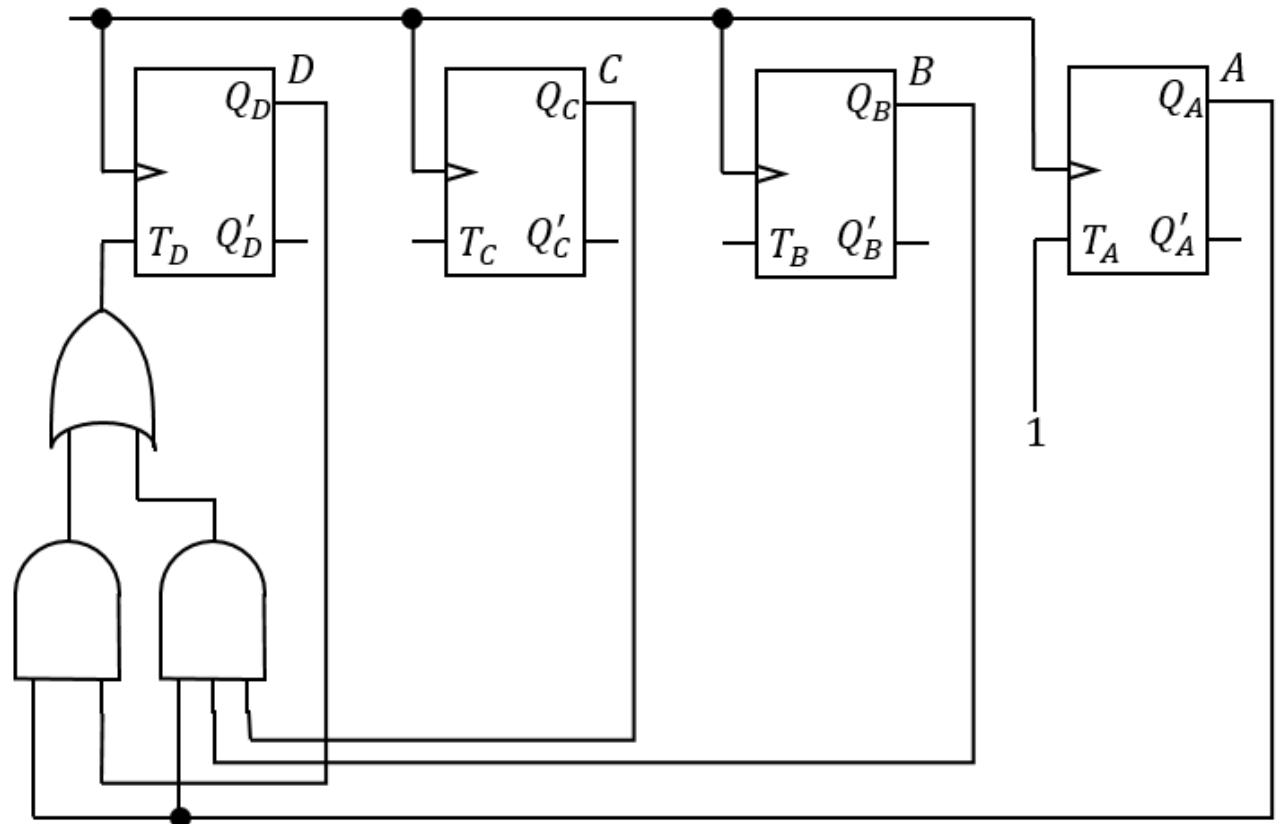 D
Q_D
T_D Q'_D
C
Q_C
T_C Q'_C
B
Q_B
T_B Q'_B
A
Q_A
T_A Q'_A
1